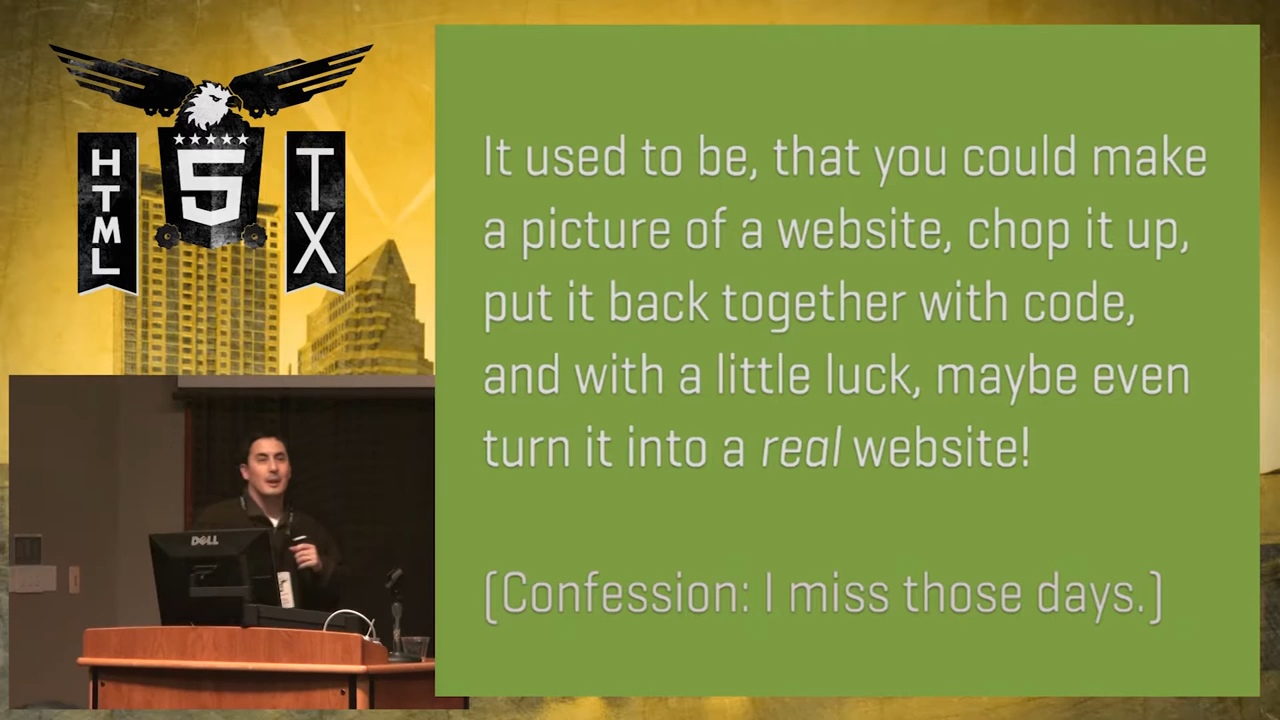 HTML
5
TX
It used to be, that you could make
a picture of a website, chop it up,
put it back together with code,
and with a little luck, maybe even
turn it into a real website!
(Confession: I miss those days.)
DELL